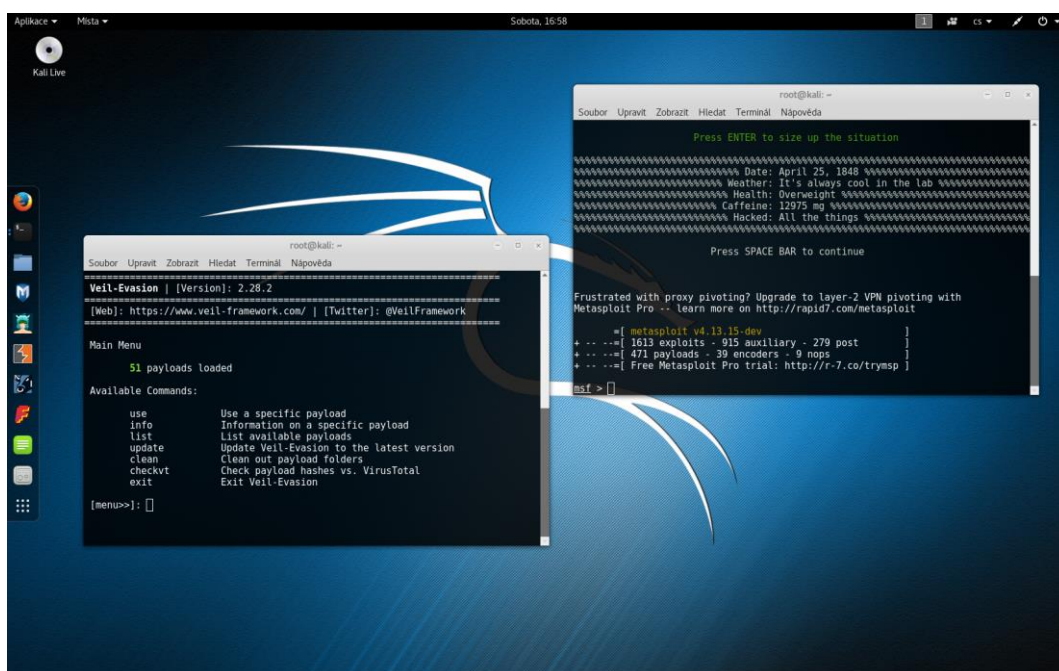 Aplikace Místa Sobota, 16:58 1 cs
Kali Live
root@kali: ~
Soubor Upravit Zobrazit Hledat Terminál Nápověda
Press ENTER to size up the situation
%%%%%%%%%%%%%%%%%%%%%%%%%%%%%%%%%%%%%%%%%%%%%%%%%%%%%%%%%%%%%%%%%%%%%%%%%%%%%%%
%%%%%%%%%%%%%%%%%%%%%%%%%% Date: April 25, 1848 %%%%%%%%%%%%%%%%%%%%%%%%%%%%%
%%%%%%%%%%%%%%%%%%%%%%%%%% Weather: It's always cool in the lab %%%%%%%%%%%%%%%%
%%%%%%%%%%%%%%%%%%%%%%%%%%% Health: Overweight %%%%%%%%%%%%%%%%%%%%%%%%%%%%%%%%%
%%%%%%%%%%%%%%%%%%%%%%%%% Caffeine: 12975 mg %%%%%%%%%%%%%%%%%%%%%%%%%%%%%%%%%%%
%%%%%%%%%%%%%%%%%%%%%%%%%%% Hacked: All the things %%%%%%%%%%%%%%%%%%%%%%%%%%%%%
%%%%%%%%%%%%%%%%%%%%%%%%%%%%%%%%%%%%%%%%%%%%%%%%%%%%%%%%%%%%%%%%%%%%%%%%%%%%%%%
Press SPACE BAR to continue
Frustrated with proxy pivoting? Upgrade to layer-2 VPN pivoting with
Metasploit Pro -- learn more on http://rapid7.com/metasploit
=[ metasploit v4.13.15-dev ]
+ -- --=[ 1613 exploits - 915 auxiliary - 279 post ]
+ -- --=[ 471 payloads - 39 encoders - 9 nops ]
+ -- --=[ Free Metasploit Pro trial: http://r-7.co/trymsp ]
msf >
root@kali: ~
Soubor Upravit Zobrazit Hledat Terminál Nápověda
=========================================================================
Veil-Evasion | [Version]: 2.28.2
=========================================================================
[Web]: https://www.veil-framework.com/ | [Twitter]: @VeilFramework
=========================================================================
Main Menu
51 payloads loaded
Available Commands:
use Use a specific payload
info Information on a specific payload
list List available payloads
update Update Veil-Evasion to the latest version
clean Clean out payload folders
checkvt Check payload hashes vs. VirusTotal
exit Exit Veil-Evasion
[menu>>]: